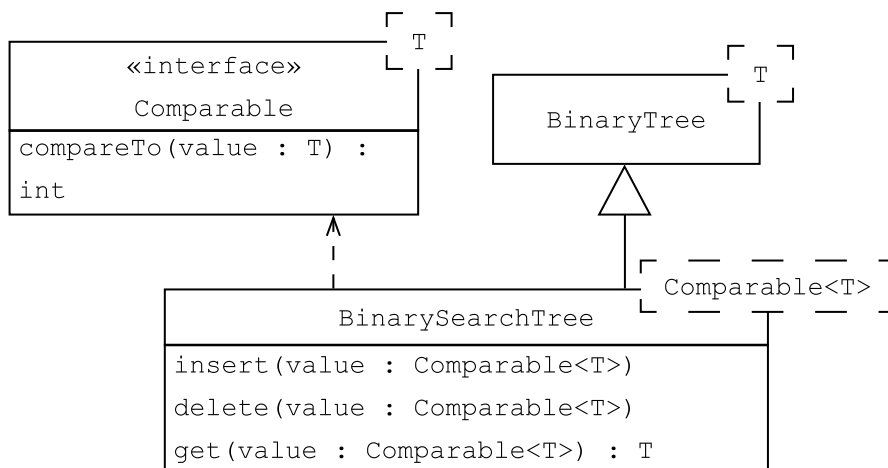 T
«interface»
Comparable
compareTo(value : T) :
int
T
BinaryTree
Comparable<T>
BinarySearchTree
insert(value : Comparable<T>)
delete(value : Comparable<T>)
get(value : Comparable<T>) : T